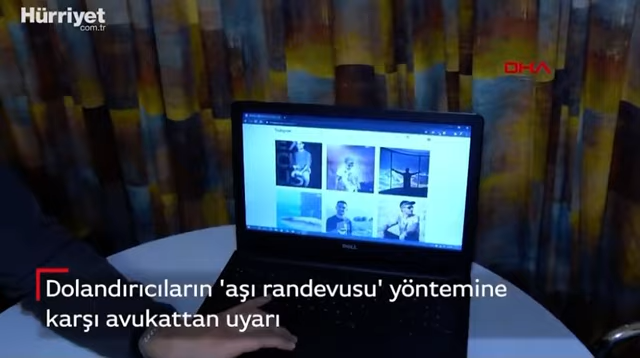 Hürriyet
.com.tr
DHA
DELL
Dolandırıcıların 'aşı randevusu' yöntemine
karşı avukattan uyarı